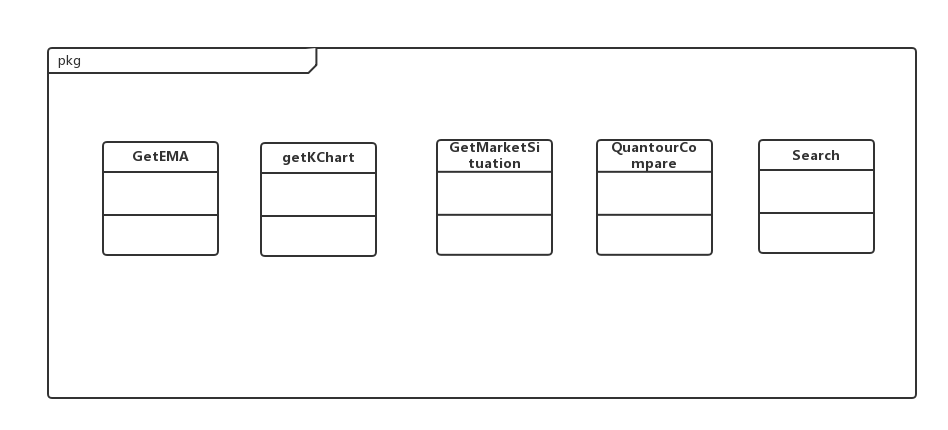 pkg
GetEMA
getKChart
GetMarketSi
tuation
QuantourCo
mpare
Search